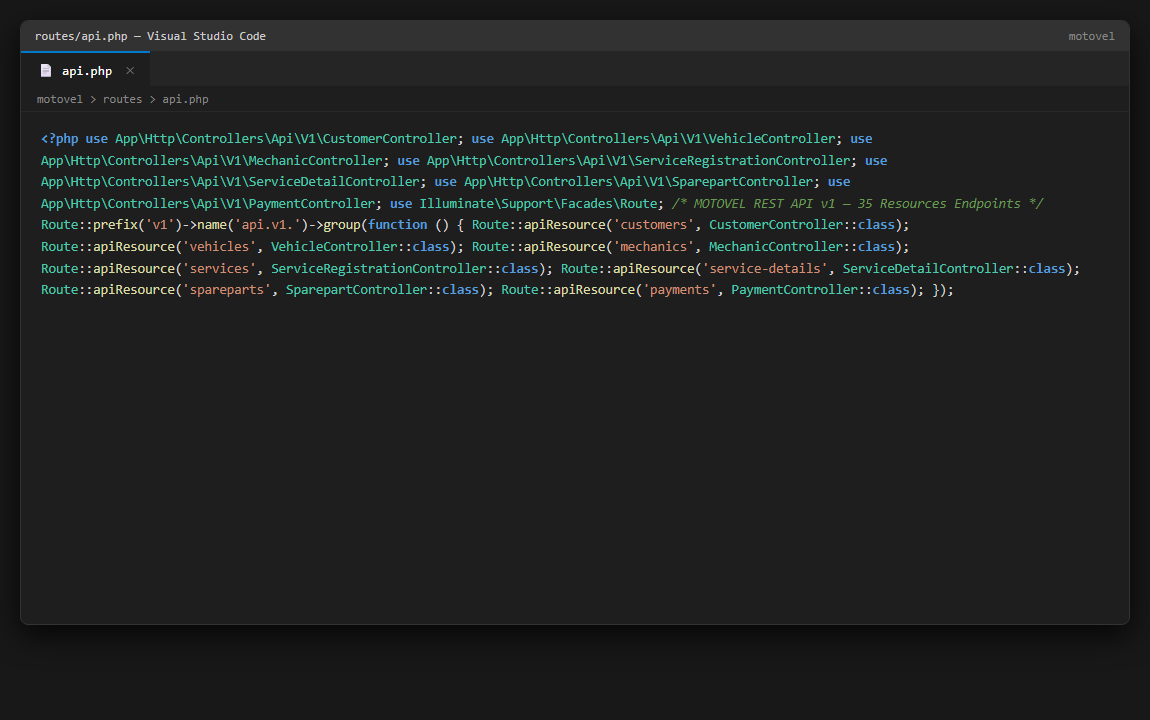 routes/api.php — Visual Studio Code
motovel
api.php ×
motovel > routes > api.php
<?php use App\Http\Controllers\Api\V1\CustomerController; use App\Http\Controllers\Api\V1\VehicleController; use
App\Http\Controllers\Api\V1\MechanicController; use App\Http\Controllers\Api\V1\ServiceRegistrationController; use
App\Http\Controllers\Api\V1\ServiceDetailController; use App\Http\Controllers\Api\V1\SparepartController; use
App\Http\Controllers\Api\V1\PaymentController; use Illuminate\Support\Facades\Route; /* MOTOVEL REST API v1 — 35 Resources Endpoints */
Route::prefix('v1')->name('api.v1.')->group(function () { Route::apiResource('customers', CustomerController::class);
Route::apiResource('vehicles', VehicleController::class); Route::apiResource('mechanics', MechanicController::class);
Route::apiResource('services', ServiceRegistrationController::class); Route::apiResource('service-details', ServiceDetailController::class);
Route::apiResource('spareparts', SparepartController::class); Route::apiResource('payments', PaymentController::class); });